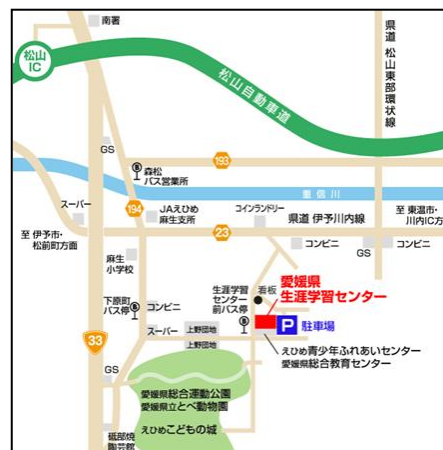 南署
松山
IC
松山自動車道
県道 松山東部環状線
GS
193
森松
バス営業所
重信川
194
スーパー
JAえひめ
麻生支所
コインランドリー
県道 伊予川内線
至 東温市・
川内IC方
23
至 伊予市・
松前町方面
コンビニ
GS
コンビニ
麻生
小学校
生涯学習
センター
前バス停
看板
愛媛県
生涯学習センター
下原町
バス停
コンビニ
P
駐車場
スーパー
上野団地
上野団地
33
えひめ青少年ふれあいセンター
愛媛県総合教育センター
GS
愛媛県総合運動公園
愛媛県立とべ動物園
えひめこどもの城
砥部焼
陶芸館